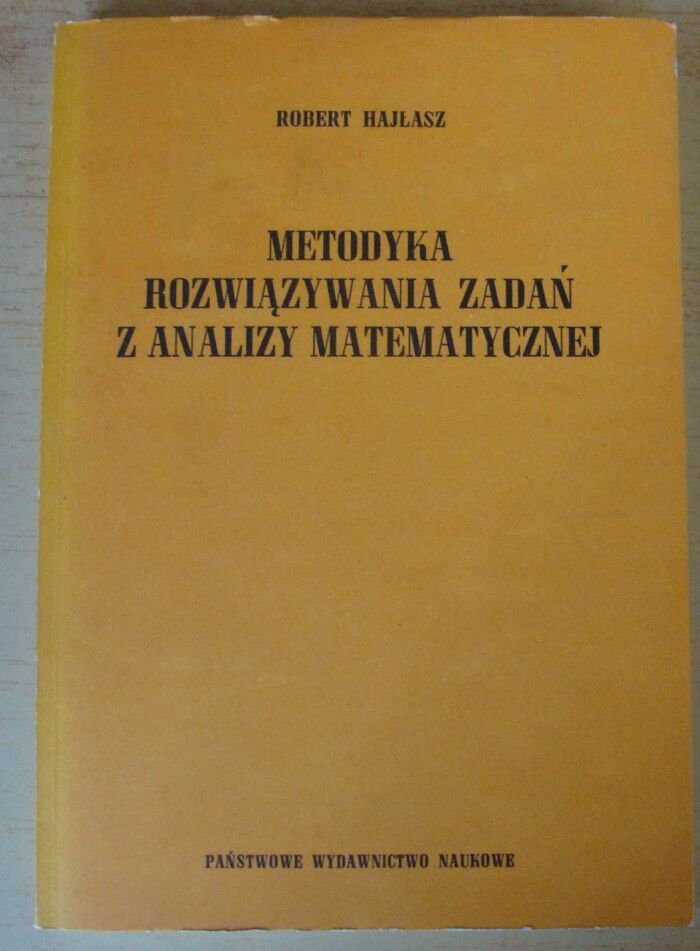 ROBERT HAJŁASZ
METODYKA
ROZWIĄZYWANIA ZADAŃ
Z ANALIZY MATEMATYCZNEJ
PAŃSTWOWE WYDAWNICTWO NAUKOWE